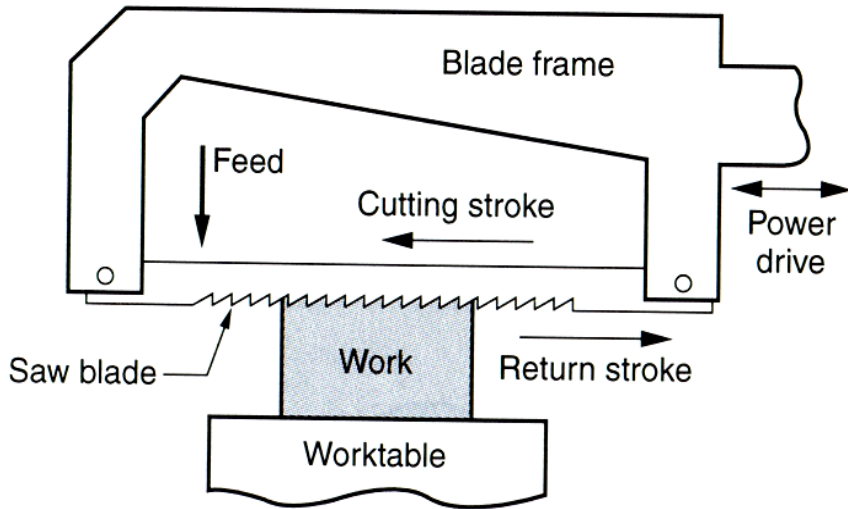 Blade frame
Feed
Cutting stroke
Power
drive
Saw blade
Work
Return stroke
Worktable